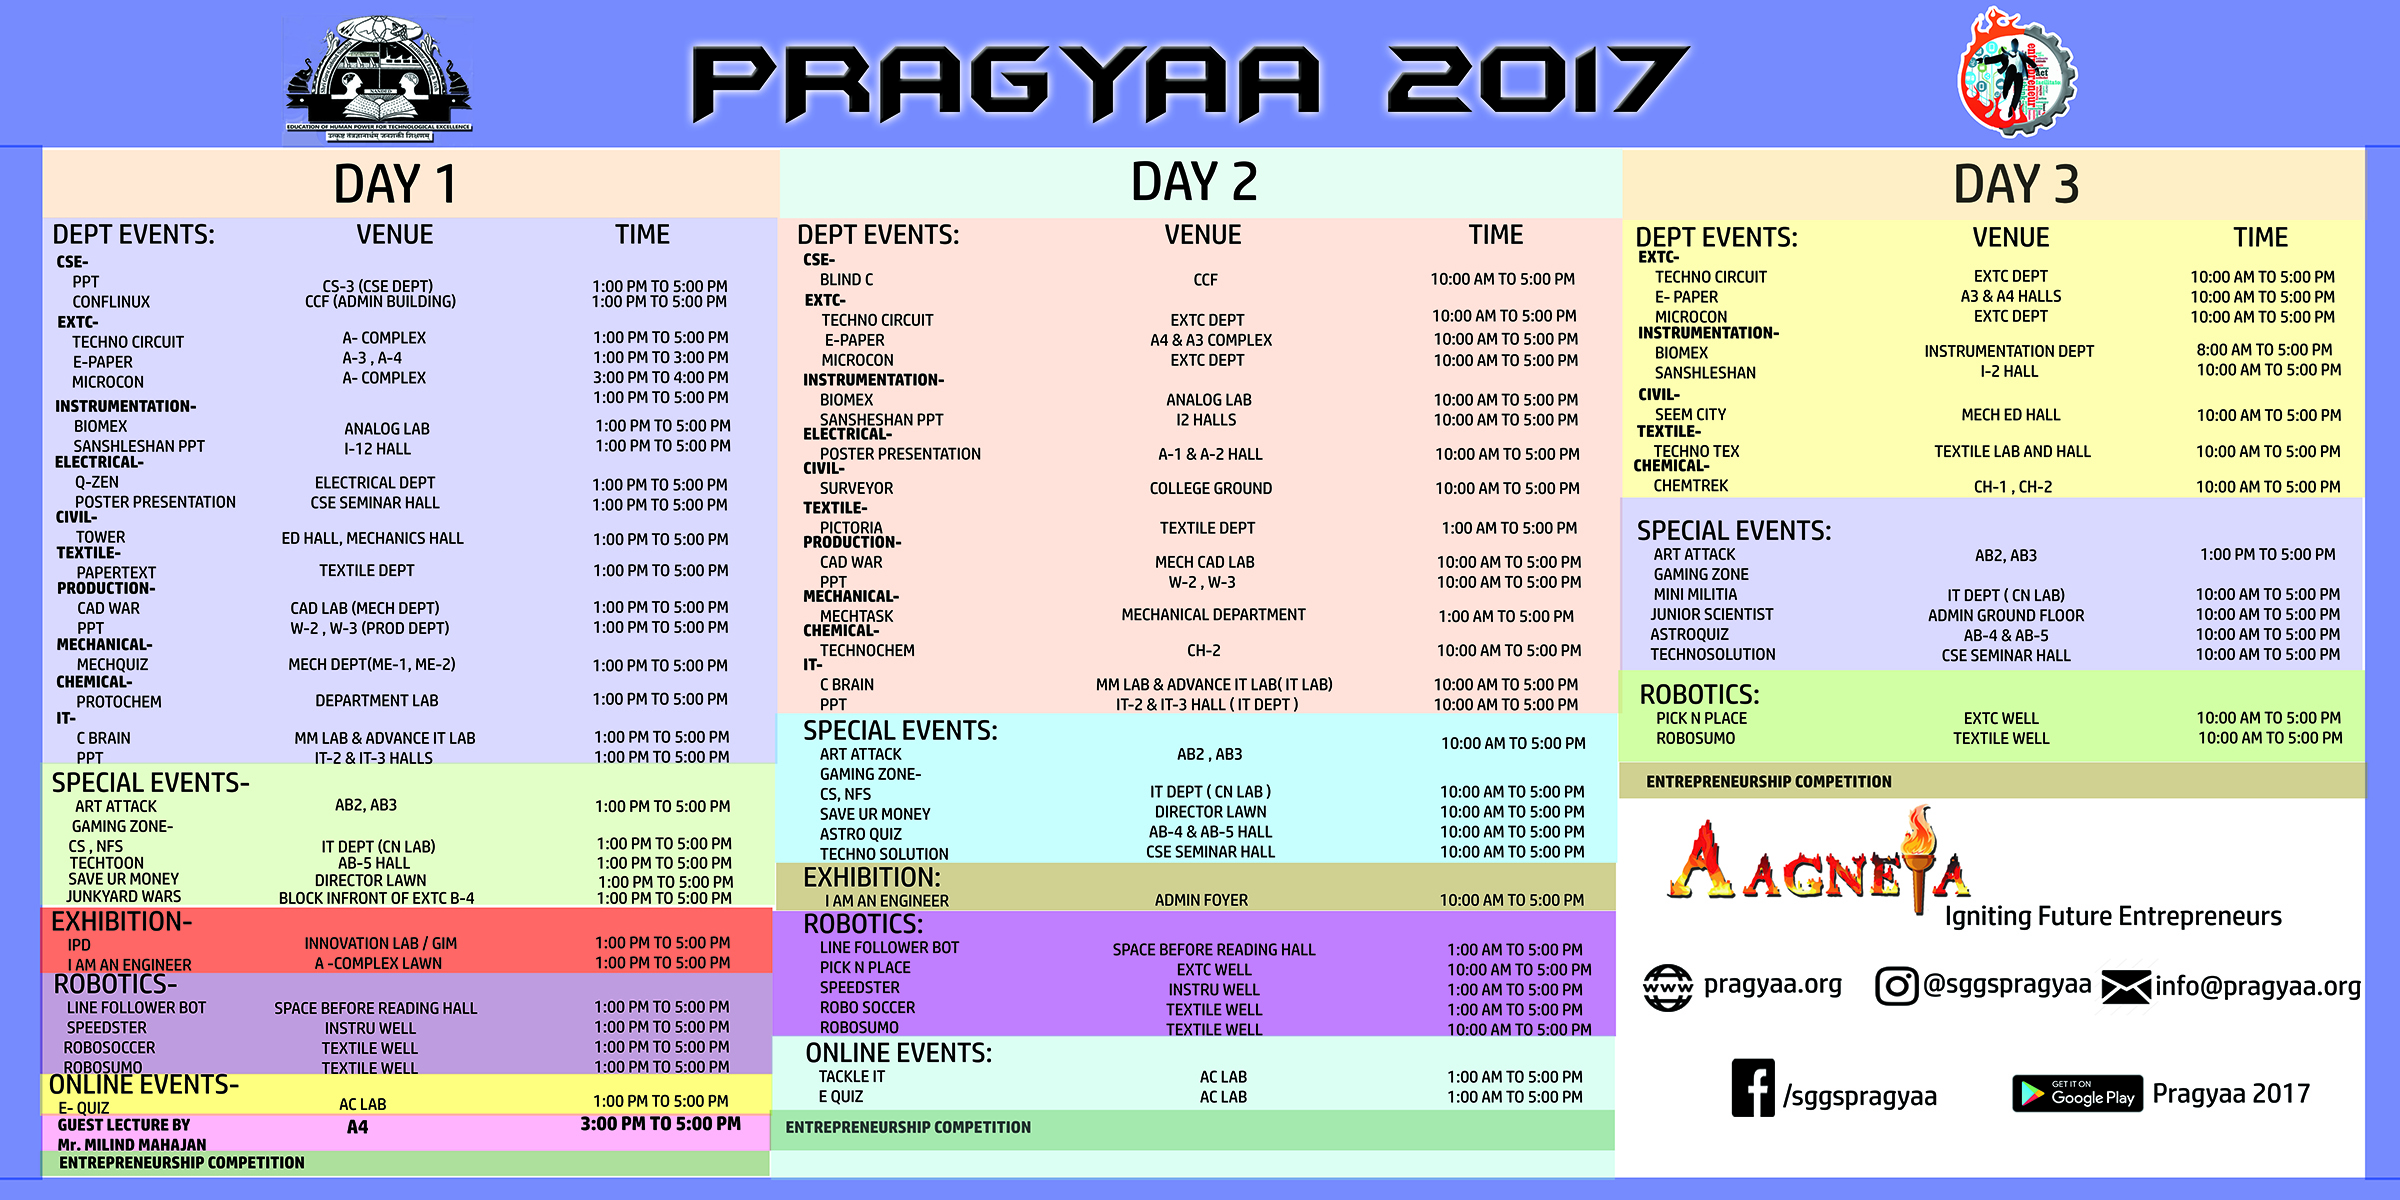 PRAGYAA 2017
NANDED
EDUCATION OF HUMAN POWER FOR TECHNOLOGICAL EXCELLENCE
entrepreneur
Act
DAY 1
DEPT EVENTS: VENUE TIME
CSE-
PPT CS-3 (CSE DEPT) 1:00 PM TO 5:00 PM
CONFLINUX CCF (ADMIN BUILDING) 1:00 PM TO 5:00 PM
EXTC-
TECHNO CIRCUIT A- COMPLEX 1:00 PM TO 5:00 PM
E-PAPER A-3 , A-4 1:00 PM TO 3:00 PM
MICROCON A- COMPLEX 3:00 PM TO 4:00 PM
1:00 PM TO 5:00 PM
INSTRUMENTATION-
BIOMEX ANALOG LAB 1:00 PM TO 5:00 PM
SANSHLESHAN PPT I-12 HALL 1:00 PM TO 5:00 PM
ELECTRICAL-
Q-ZEN ELECTRICAL DEPT 1:00 PM TO 5:00 PM
POSTER PRESENTATION CSE SEMINAR HALL 1:00 PM TO 5:00 PM
CIVIL-
TOWER ED HALL, MECHANICS HALL 1:00 PM TO 5:00 PM
TEXTILE-
PAPERTEXT TEXTILE DEPT 1:00 PM TO 5:00 PM
PRODUCTION-
CAD WAR CAD LAB (MECH DEPT) 1:00 PM TO 5:00 PM
PPT W-2 , W-3 (PROD DEPT) 1:00 PM TO 5:00 PM
MECHANICAL-
MECHQUIZ MECH DEPT(ME-1, ME-2) 1:00 PM TO 5:00 PM
CHEMICAL-
PROTOCHEM DEPARTMENT LAB 1:00 PM TO 5:00 PM
IT-
C BRAIN MM LAB & ADVANCE IT LAB 1:00 PM TO 5:00 PM
PPT IT-2 & IT-3 HALLS 1:00 PM TO 5:00 PM
SPECIAL EVENTS-
ART ATTACK AB2, AB3 1:00 PM TO 5:00 PM
GAMING ZONE-
CS , NFS IT DEPT (CN LAB) 1:00 PM TO 5:00 PM
TECHTOON AB-5 HALL 1:00 PM TO 5:00 PM
SAVE UR MONEY DIRECTOR LAWN 1:00 PM TO 5:00 PM
JUNKYARD WARS BLOCK INFRONT OF EXTC B-4 1:00 PM TO 5:00 PM
EXHIBITION-
IPD INNOVATION LAB / GIM 1:00 PM TO 5:00 PM
I AM AN ENGINEER A -COMPLEX LAWN 1:00 PM TO 5:00 PM
ROBOTICS-
LINE FOLLOWER BOT SPACE BEFORE READING HALL 1:00 PM TO 5:00 PM
SPEEDSTER INSTRU WELL 1:00 PM TO 5:00 PM
ROBOSOCCER TEXTILE WELL 1:00 PM TO 5:00 PM
ROBOSUMO TEXTILE WELL 1:00 PM TO 5:00 PM
ONLINE EVENTS-
E- QUIZ AC LAB 1:00 PM TO 5:00 PM
GUEST LECTURE BY A4 3:00 PM TO 5:00 PM
Mr. MILIND MAHAJAN
ENTREPRENEURSHIP COMPETITION
DAY 2
DEPT EVENTS: VENUE TIME
CSE-
BLIND C CCF 10:00 AM TO 5:00 PM
EXTC-
TECHNO CIRCUIT EXTC DEPT 10:00 AM TO 5:00 PM
E-PAPER A4 & A3 COMPLEX 10:00 AM TO 5:00 PM
MICROCON EXTC DEPT 10:00 AM TO 5:00 PM
INSTRUMENTATION-
BIOMEX ANALOG LAB 10:00 AM TO 5:00 PM
SANSHESHAN PPT I2 HALLS 10:00 AM TO 5:00 PM
ELECTRICAL-
POSTER PRESENTATION A-1 & A-2 HALL 10:00 AM TO 5:00 PM
CIVIL-
SURVEYOR COLLEGE GROUND 10:00 AM TO 5:00 PM
TEXTILE-
PICTORIA TEXTILE DEPT 1:00 AM TO 5:00 PM
PRODUCTION-
CAD WAR MECH CAD LAB 10:00 AM TO 5:00 PM
PPT W-2 , W-3 10:00 AM TO 5:00 PM
MECHANICAL-
MECHTASK MECHANICAL DEPARTMENT 1:00 AM TO 5:00 PM
CHEMICAL-
TECHNOCHEM CH-2 10:00 AM TO 5:00 PM
IT-
C BRAIN MM LAB & ADVANCE IT LAB( IT LAB) 10:00 AM TO 5:00 PM
PPT IT-2 & IT-3 HALL ( IT DEPT ) 10:00 AM TO 5:00 PM
SPECIAL EVENTS:
ART ATTACK AB2 , AB3 10:00 AM TO 5:00 PM
GAMING ZONE-
CS, NFS IT DEPT ( CN LAB ) 10:00 AM TO 5:00 PM
SAVE UR MONEY DIRECTOR LAWN 10:00 AM TO 5:00 PM
ASTRO QUIZ AB-4 & AB-5 HALL 10:00 AM TO 5:00 PM
TECHNO SOLUTION CSE SEMINAR HALL 10:00 AM TO 5:00 PM
EXHIBITION:
I AM AN ENGINEER ADMIN FOYER 10:00 AM TO 5:00 PM
ROBOTICS:
LINE FOLLOWER BOT SPACE BEFORE READING HALL 1:00 AM TO 5:00 PM
PICK N PLACE EXTC WELL 10:00 AM TO 5:00 PM
SPEEDSTER INSTRU WELL 1:00 AM TO 5:00 PM
ROBO SOCCER TEXTILE WELL 1:00 AM TO 5:00 PM
ROBOSUMO TEXTILE WELL 10:00 AM TO 5:00 PM
ONLINE EVENTS:
TACKLE IT AC LAB 1:00 AM TO 5:00 PM
E QUIZ AC LAB 1:00 AM TO 5:00 PM
ENTREPRENEURSHIP COMPETITION
DAY 3
DEPT EVENTS: VENUE TIME
EXTC-
TECHNO CIRCUIT EXTC DEPT 10:00 AM TO 5:00 PM
E- PAPER A3 & A4 HALLS 10:00 AM TO 5:00 PM
MICROCON EXTC DEPT 10:00 AM TO 5:00 PM
INSTRUMENTATION-
BIOMEX INSTRUMENTATION DEPT 8:00 AM TO 5:00 PM
SANSHLESHAN I-2 HALL 10:00 AM TO 5:00 PM
CIVIL-
SEEM CITY MECH ED HALL 10:00 AM TO 5:00 PM
TEXTILE-
TECHNO TEX TEXTILE LAB AND HALL 10:00 AM TO 5:00 PM
CHEMICAL-
CHEMTREK CH-1 , CH-2 10:00 AM TO 5:00 PM
SPECIAL EVENTS:
ART ATTACK AB2, AB3 1:00 PM TO 5:00 PM
GAMING ZONE
MINI MILITIA IT DEPT ( CN LAB) 10:00 AM TO 5:00 PM
JUNIOR SCIENTIST ADMIN GROUND FLOOR 10:00 AM TO 5:00 PM
ASTROQUIZ AB-4 & AB-5 10:00 AM TO 5:00 PM
TECHNOSOLUTION CSE SEMINAR HALL 10:00 AM TO 5:00 PM
ROBOTICS:
PICK N PLACE EXTC WELL 10:00 AM TO 5:00 PM
ROBOSUMO TEXTILE WELL 10:00 AM TO 5:00 PM
ENTREPRENEURSHIP COMPETITION
AAGNEYA
Igniting Future Entrepreneurs
www pragyaa.org @sggspragyaa info@pragyaa.org
f /sggspragyaa GET IT ON Google Play Pragyaa 2017